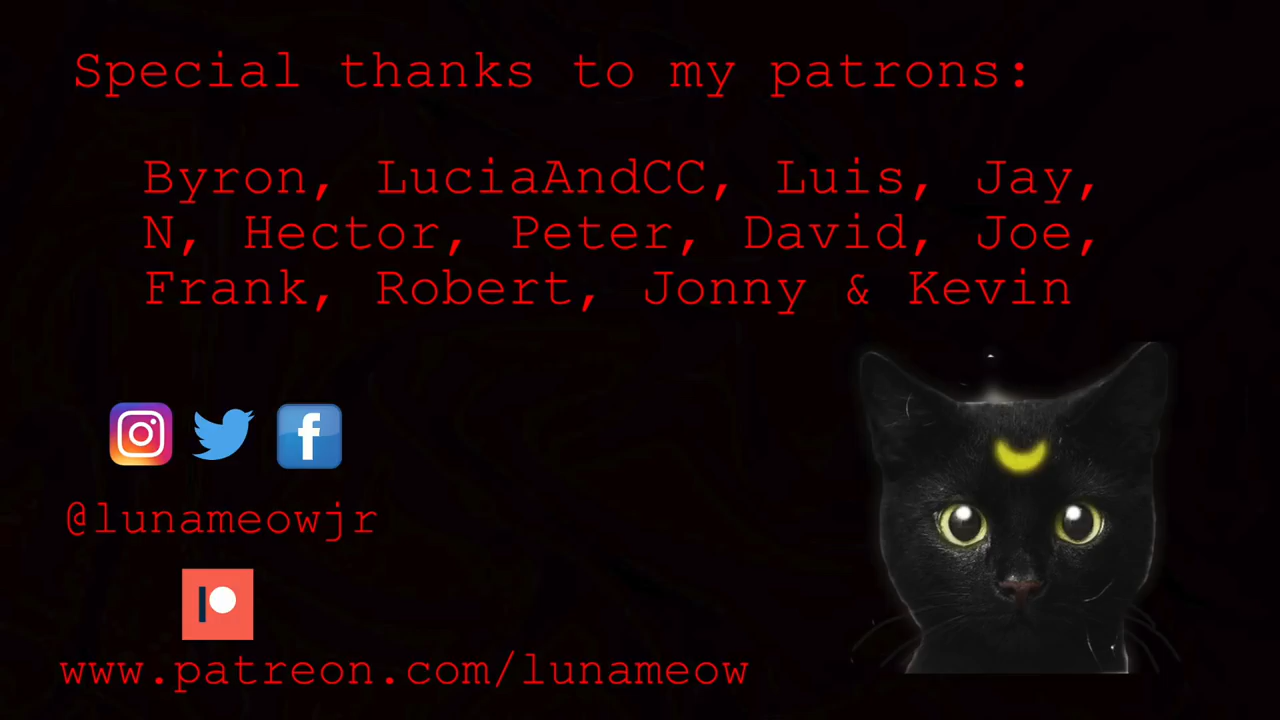 Special thanks to my patrons:
Byron, LuciaAndCC, Luis, Jay,
N, Hector, Peter, David, Joe,
Frank, Robert, Jonny & Kevin
@lunameowjr
www.patreon.com/lunameow